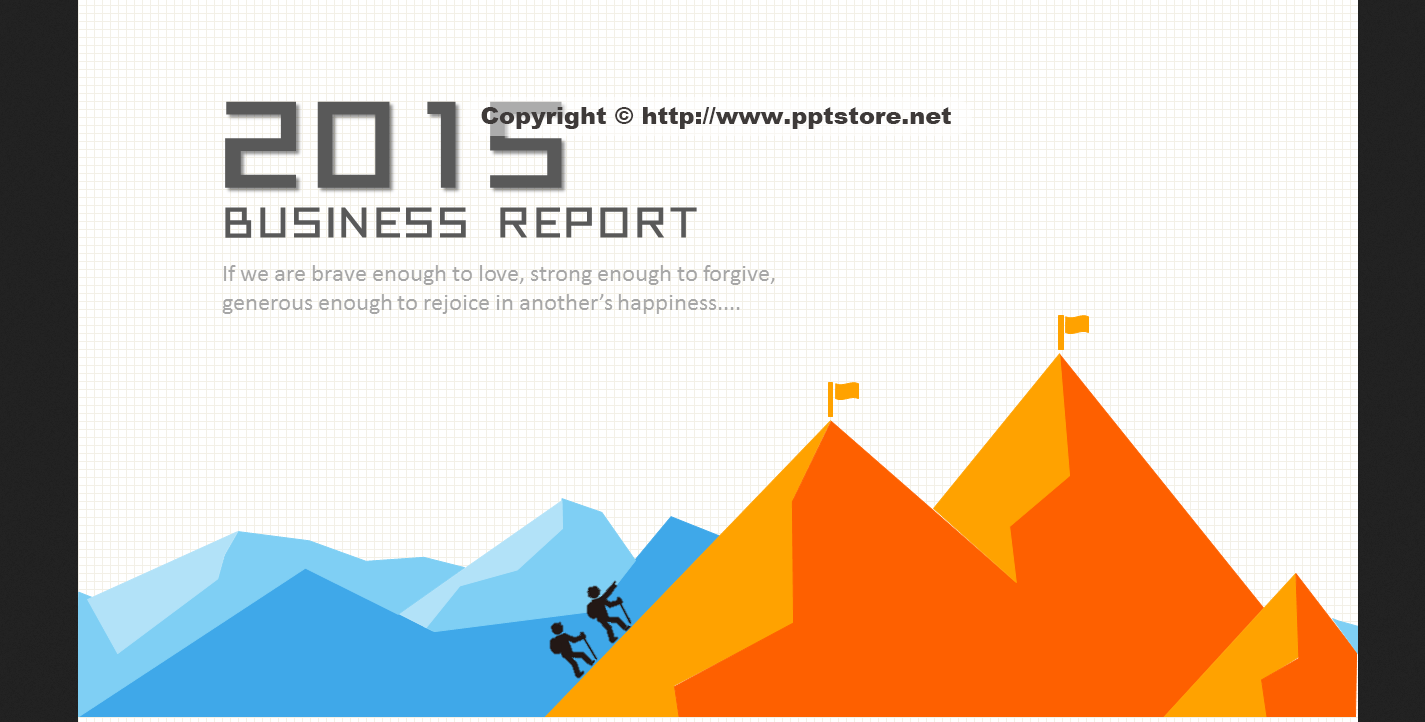 2015
Copyright © http://www.pptstore.net
BUSINESS REPORT
If we are brave enough to love, strong enough to forgive,
generous enough to rejoice in another’s happiness....